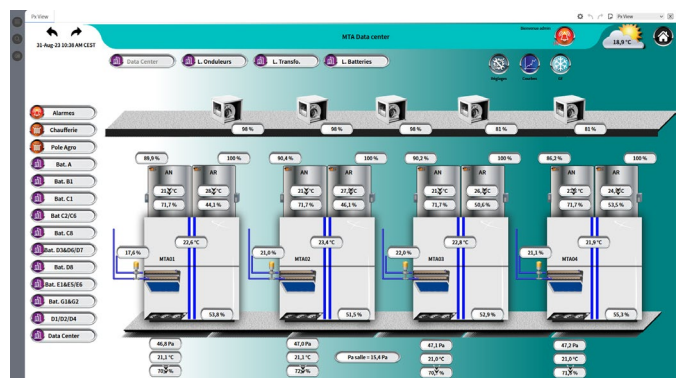 Px View
Px View
31-Aug-23 10:38 AM CEST
MTA Data center
18,9 °C
Data Center
L. Onduleurs
L. Transfo.
L. Batteries
Réglages
Courbes
Alarmes
Chaufferie
Pole Agro
Bat. A
Bat. B1
Bat. C1
Bat C2/C6
Bat. C8
Bat. D3&D6/D7
Bat. D8
Bat. E1&E5/E6
Bat. G1&G2
D1/D2/D4
Data Center
98 %
98 %
98 %
81 %
81 %
89,9 %
100 %
90,4 %
100 %
90,2 %
100 %
86,2 %
100 %
AN
AR
AN
AR
AN
AR
AN
AR
71,7 %
44,1 %
71,7 %
46,1 %
71,7 %
50,6 %
71,7 %
53,5 %
22,6 °C
23,4 °C
22,8 °C
21,9 °C
17,6 %
21,0 %
22,0 %
21,1 %
MTA01
MTA02
MTA03
MTA04
53,8 %
51,5 %
52,9 %
55,3 %
46,8 Pa
47,0 Pa
47,1 Pa
47,2 Pa
21,1 °C
21,1 °C
21,0 °C
21,0 °C
Pa salle = 15,4 Pa